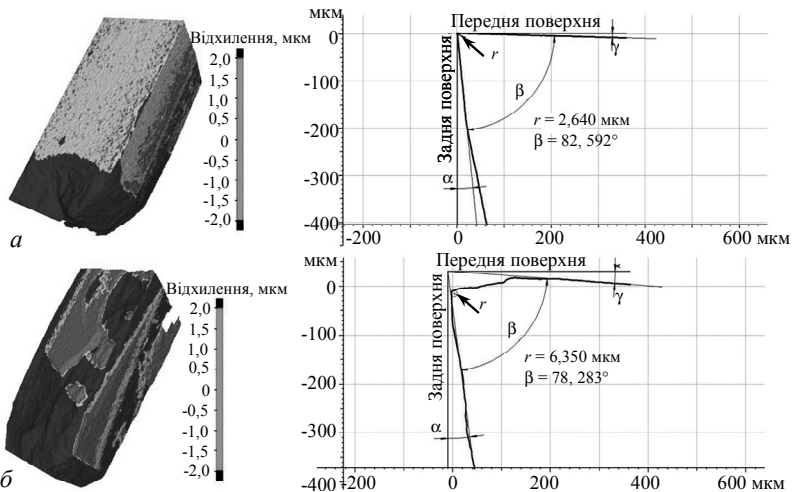 мкм
Передня поверхня
Відхилення, мкм
2,0
1,5
1,0
0,5
0
-0,5
-1,0
-1,5
-2,0
0
-100
-200
-300
-400
Задня поверхня
r
γ
β
r = 2,640 мкм
β = 82, 592°
α
-200 0 200 400 600 мкм
а
мкм
Передня поверхня
Відхилення, мкм
2,0
1,5
1,0
0,5
0
-0,5
-1,0
-1,5
-2,0
0
-100
-200
-300
-400
Задня поверхня
r
γ
β
r = 6,350 мкм
β = 78, 283°
α
-200 0 200 400 600 мкм
б